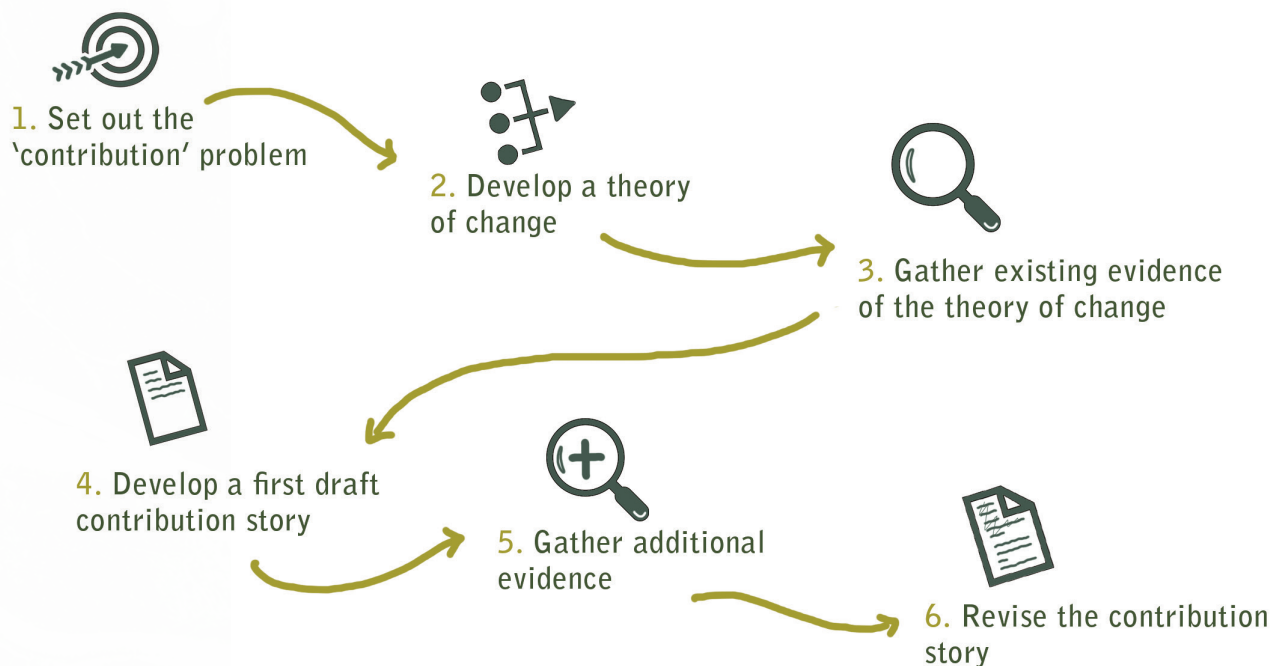 1. Set out the
‘contribution’ problem
2. Develop a theory
of change
3. Gather existing evidence
of the theory of change
4. Develop a first draft
contribution story
5. Gather additional
evidence
6. Revise the contribution
story